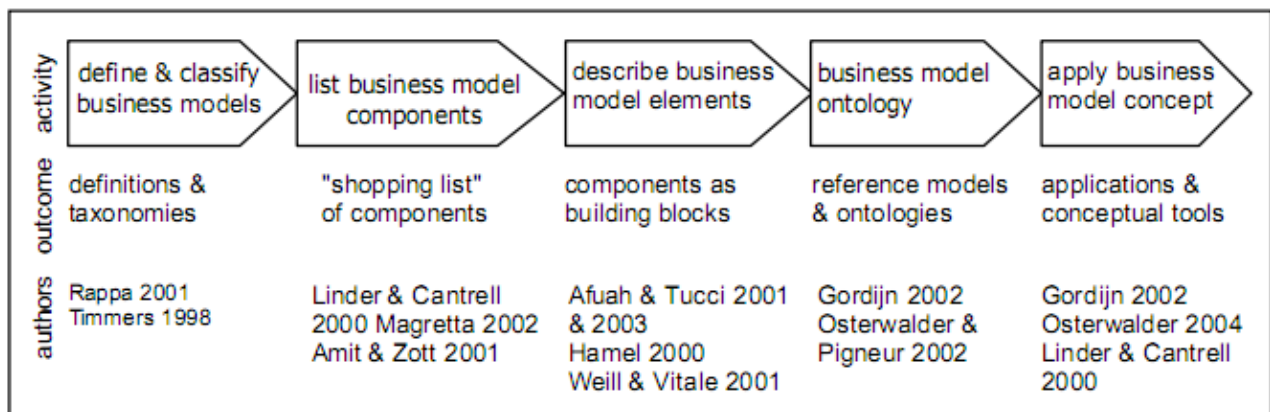 activity
define & classify
business models
list business model
components
describe business
model elements
business model
ontology
apply business
model concept
outcome
definitions &
taxonomies
"shopping list"
of components
components as
building blocks
reference models
& ontologies
applications &
conceptual tools
authors
Rappa 2001
Timmers 1998
Linder & Cantrell
2000 Magretta 2002
Amit & Zott 2001
Afuah & Tucci 2001
& 2003
Hamel 2000
Weill & Vitale 2001
Gordijn 2002
Osterwalder &
Pigneur 2002
Gordijn 2002
Osterwalder 2004
Linder & Cantrell
2000